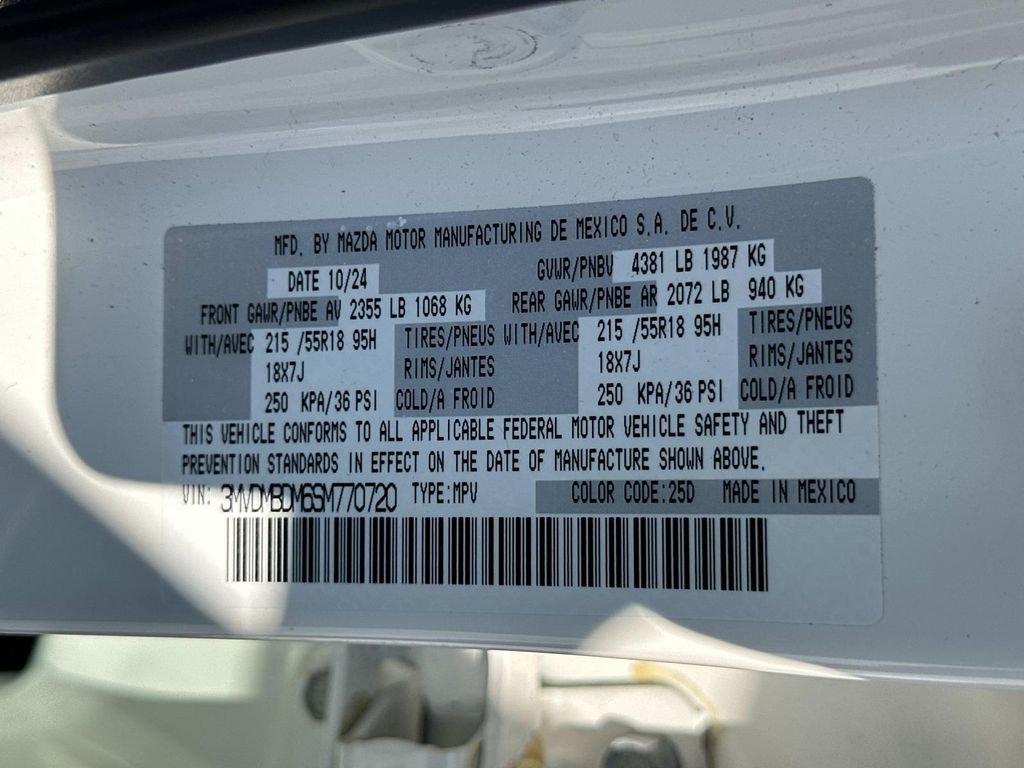 MFD. BY MAZDA MOTOR MANUFACTURING DE MEXICO S.A. DE C.V.
DATE 10/24 GVWR/PNBV 4381 LB 1987 KG
FRONT GAWR/PNBE AV 2355 LB 1068 KG REAR GAWR/PNBE AR 2072 LB 940 KG
WITH/AVEC 215 /55R18 95H TIRES/PNEUS WITH/AVEC 215 /55R18 95H TIRES/PNEUS
18X7J RIMS/JANTES 18X7J RIMS/JANTES
250 KPA/36 PSI COLD/A FROID 250 KPA/36 PSI COLD/A FROID
THIS VEHICLE CONFORMS TO ALL APPLICABLE FEDERAL MOTOR VEHICLE SAFETY AND THEFT
PREVENTION STANDARDS IN EFFECT ON THE DATE OF MANUFACTURE SHOWN ABOVE.
VIN: 3MVDMBDM6SM770720 TYPE:MPV COLOR CODE:25D MADE IN MEXICO